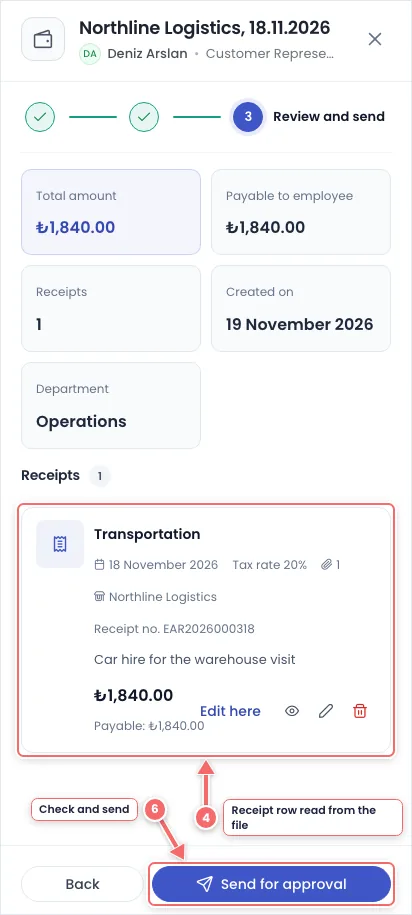 Northline Logistics, 18.11.2026
DA Deniz Arslan • Customer Represe...
3 Review and send
Total amount
₺1,840.00
Payable to employee
₺1,840.00
Receipts
1
Created on
19 November 2026
Department
Operations
Receipts 1
Transportation
18 November 2026 Tax rate 20% 1
Northline Logistics
Receipt no. EAR2026000318
Car hire for the warehouse visit
₺1,840.00
Edit here
Payable: ₺1,840.00
Check and send 6
4 Receipt row read from the
file
Back
Send for approval